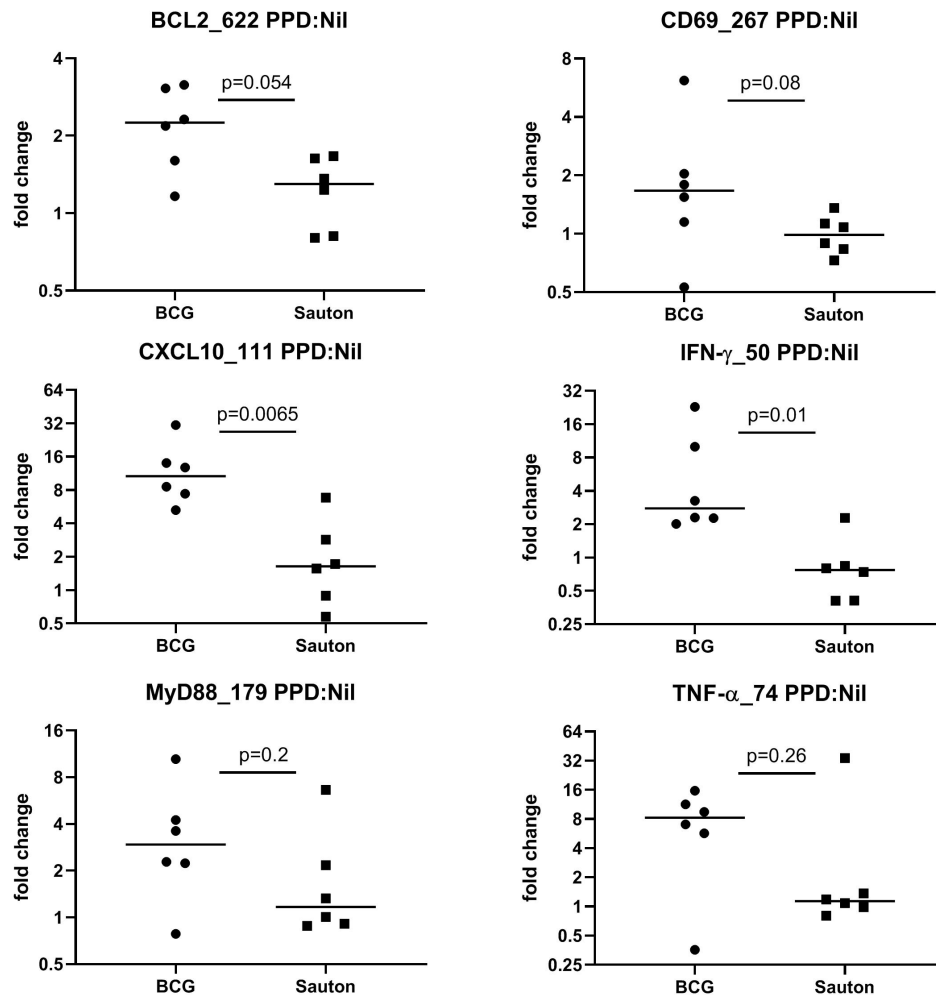 BCL2_622 PPD:Nil
4
2
1
0.5
fold change
p=0.054
BCG
Sauton
CD69_267 PPD:Nil
8
4
2
1
0.5
fold change
p=0.08
BCG
Sauton
CXCL10_111 PPD:Nil
64
32
16
8
4
2
1
0.5
fold change
p=0.0065
BCG
Sauton
IFN-γ_50 PPD:Nil
32
16
8
4
2
1
0.5
0.25
fold change
p=0.01
BCG
Sauton
MyD88_179 PPD:Nil
16
8
4
2
1
0.5
fold change
p=0.2
BCG
Sauton
TNF-α_74 PPD:Nil
64
32
16
8
4
2
1
0.5
0.25
fold change
p=0.26
BCG
Sauton